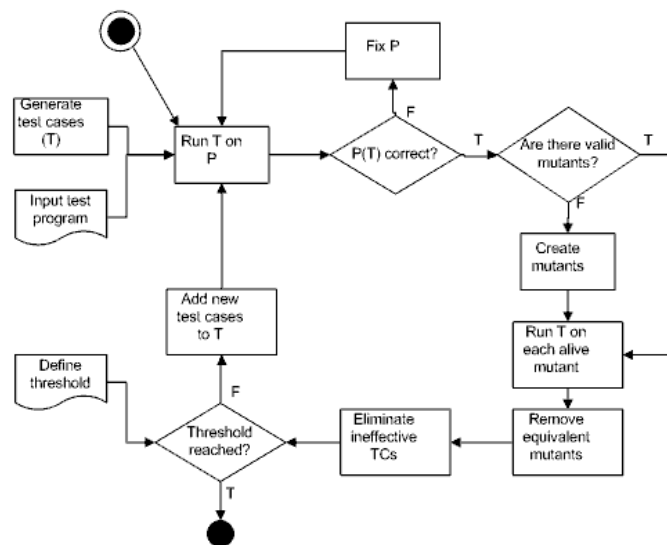 Fix P
Generate
test cases
(T)
Run T on
P
F
P(T) correct?
T
Are there valid
mutants?
T
Input test
program
F
Create
mutants
Add new
test cases
to T
Run T on
each alive
mutant
Define
threshold
F
Threshold
reached?
Eliminate
ineffective
TCs
Remove
equivalent
mutants
T